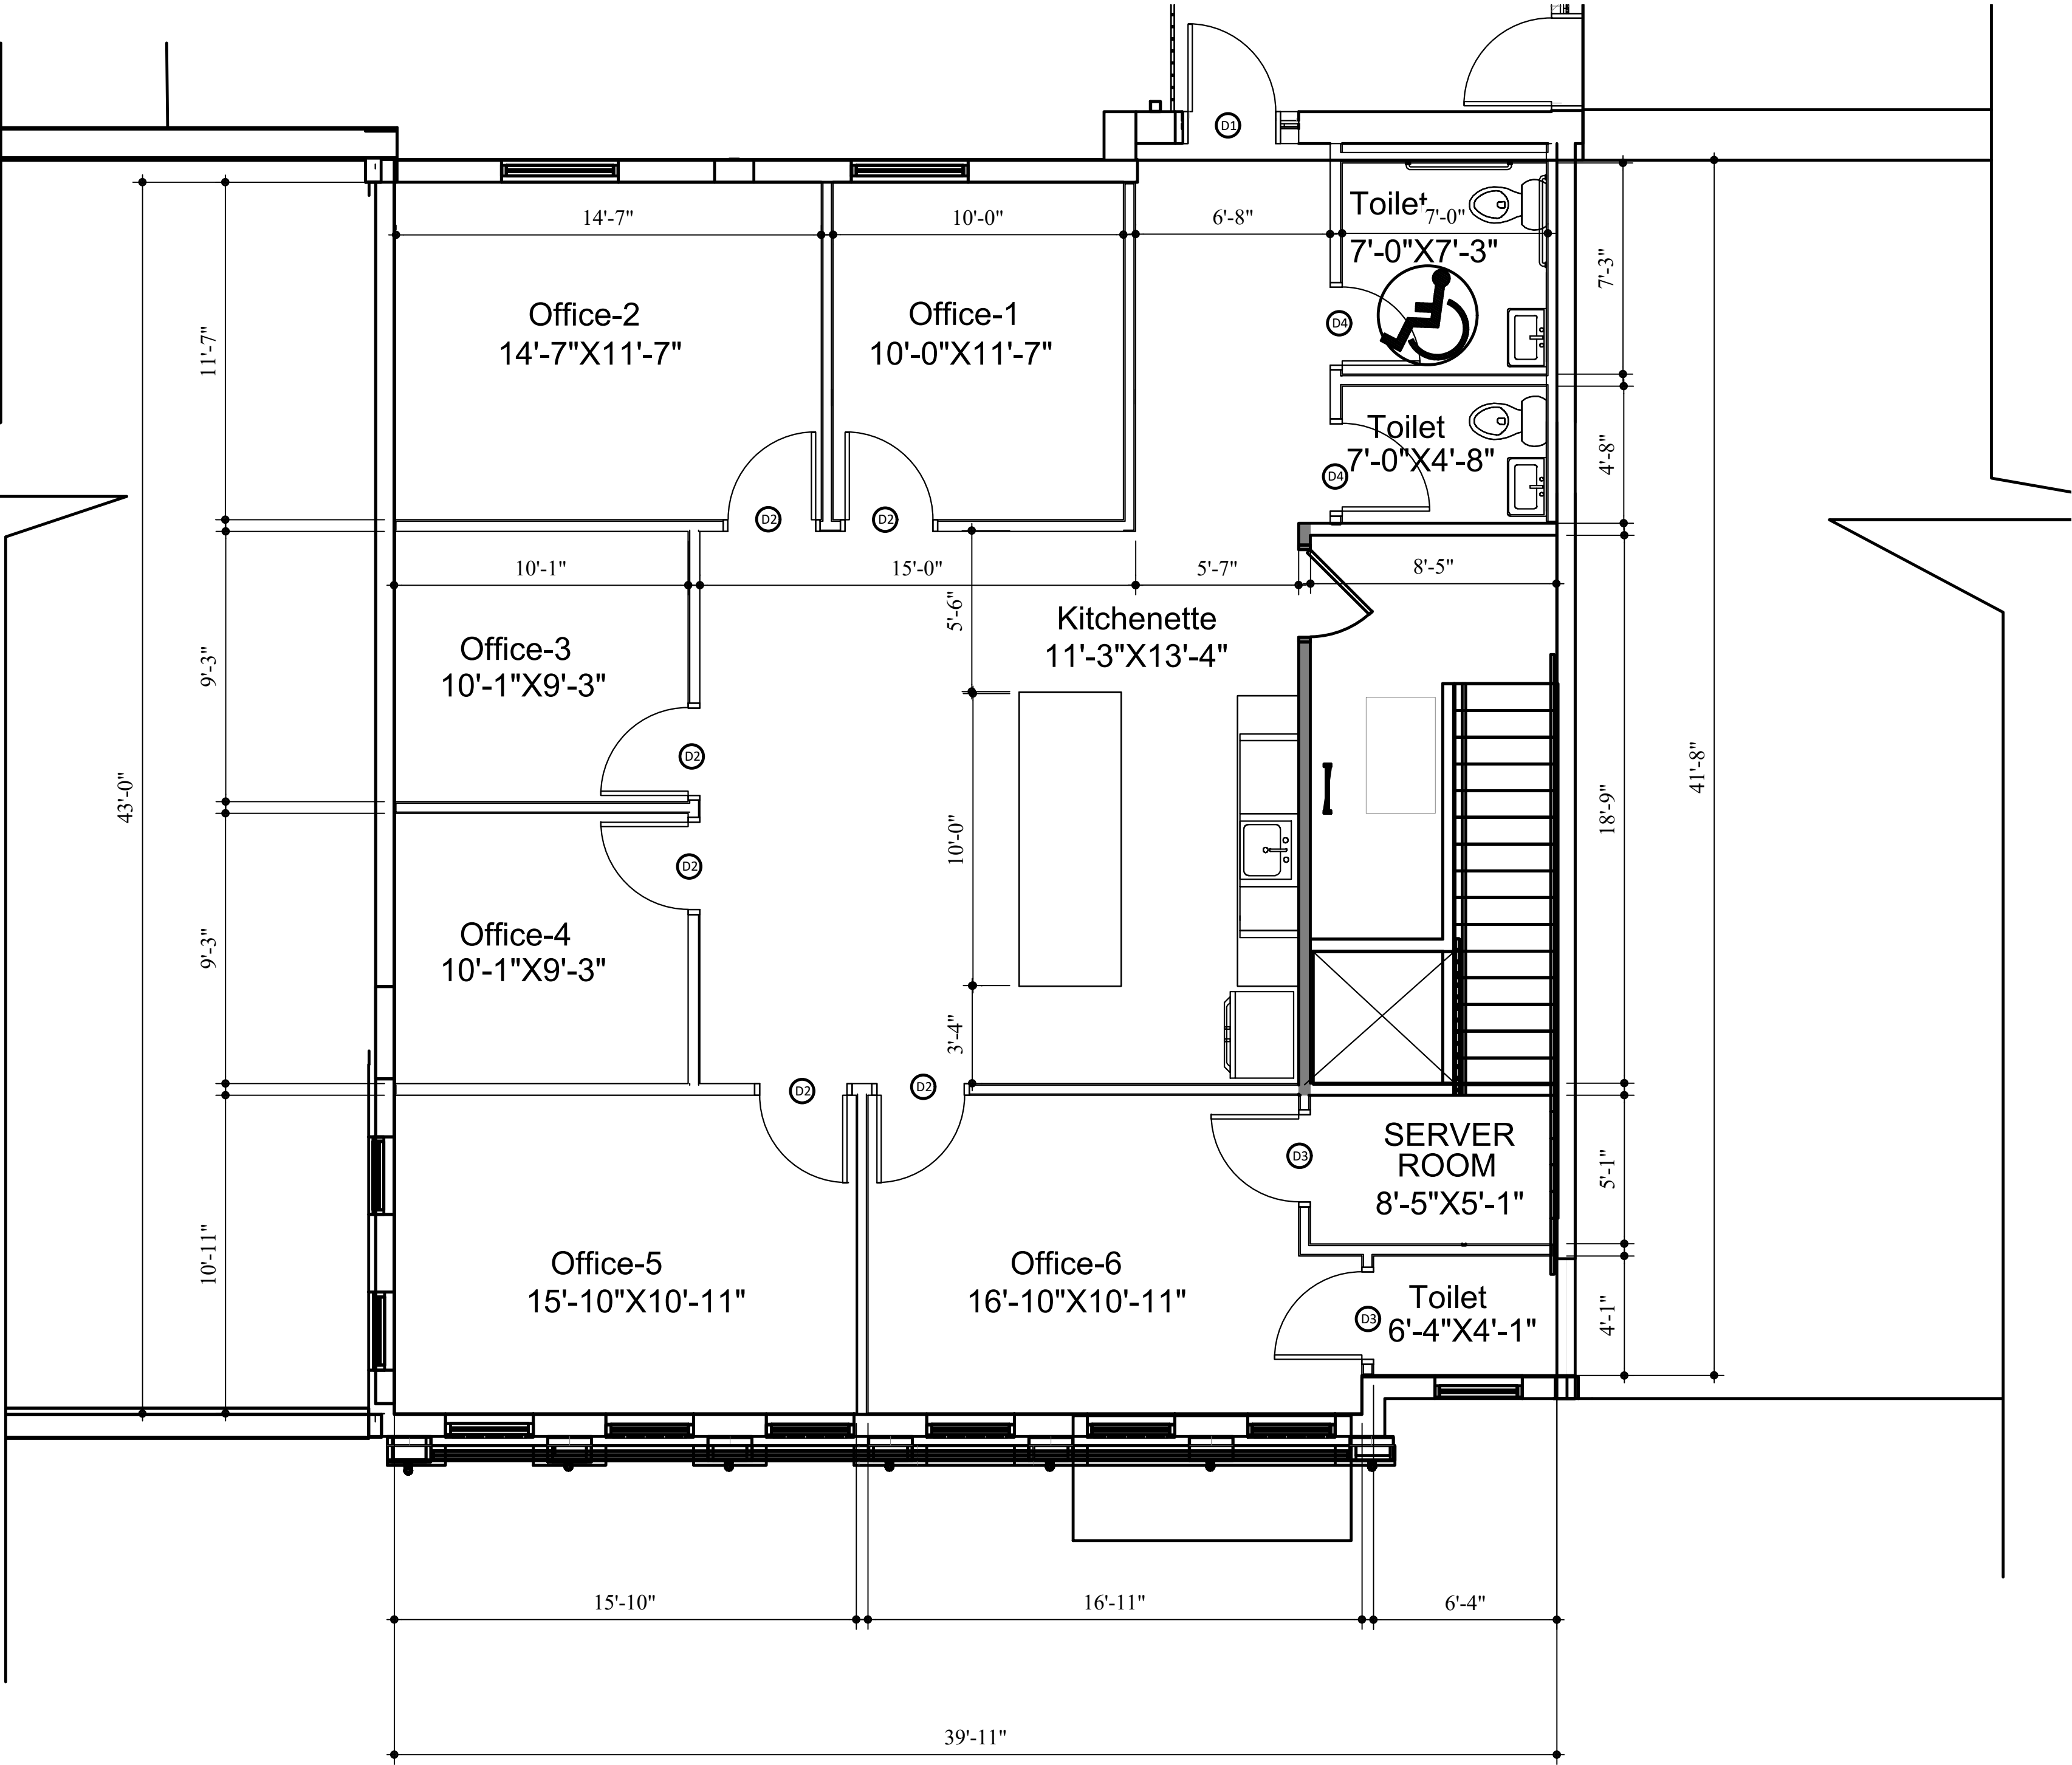 D1
14'-7"
10'-0"
6'-8"
Toilet
7'-0"
7'-0"X7'-3"
7'-3"
Office-2
14'-7"X11'-7"
Office-1
10'-0"X11'-7"
D4
11'-7"
Toilet
7'-0"X4'-8"
D4
4'-8"
D2
D2
10'-1"
15'-0"
5'-7"
8'-5"
5'-6"
Kitchenette
11'-3"X13'-4"
Office-3
10'-1"X9'-3"
9'-3"
D2
43'-0"
41'-8"
18'-9"
10'-0"
D2
Office-4
10'-1"X9'-3"
9'-3"
3'-4"
D2
D2
SERVER
ROOM
8'-5"X5'-1"
D3
5'-1"
10'-11"
Office-5
15'-10"X10'-11"
Office-6
16'-10"X10'-11"
Toilet
6'-4"X4'-1"
D3
4'-1"
15'-10"
16'-11"
6'-4"
39'-11"